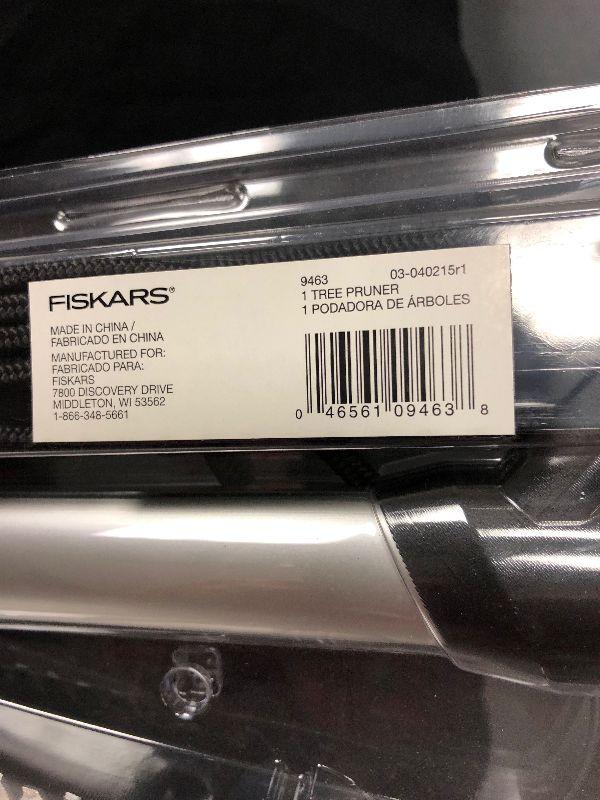 FISKARS®
MADE IN CHINA /
FABRICADO EN CHINA
MANUFACTURED FOR:
FABRICADO PARA:
FISKARS
7800 DISCOVERY DRIVE
MIDDLETON, WI 53562
1-866-348-5661
9463 03-040215r1
1 TREE PRUNER
1 PODADORA DE ÁRBOLES
0 46561 09463 8